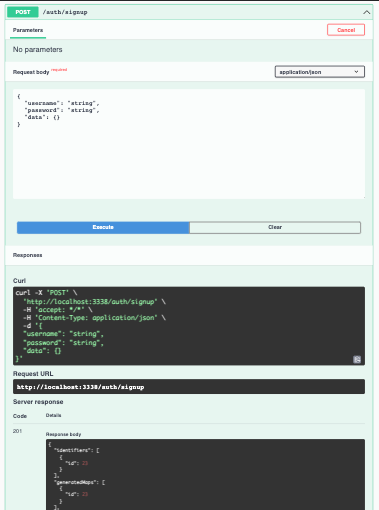 POST /auth/signup
Parameters Cancel
No parameters
Request body required application/json
{
"username": "string",
"password": "string",
"data": {}
}
Execute Clear
Responses
Curl
curl -X 'POST' \
'http://localhost:3338/auth/signup' \
-H 'accept: */*' \
-H 'Content-Type: application/json' \
-d '{
"username": "string",
"password": "string",
"data": {}
}'
Request URL
http://localhost:3338/auth/signup
Server response
Code Details
201
Response body
{
"identifiers": [
{
"id":
}
],
"generatedMaps": [
{
"id":
}
],